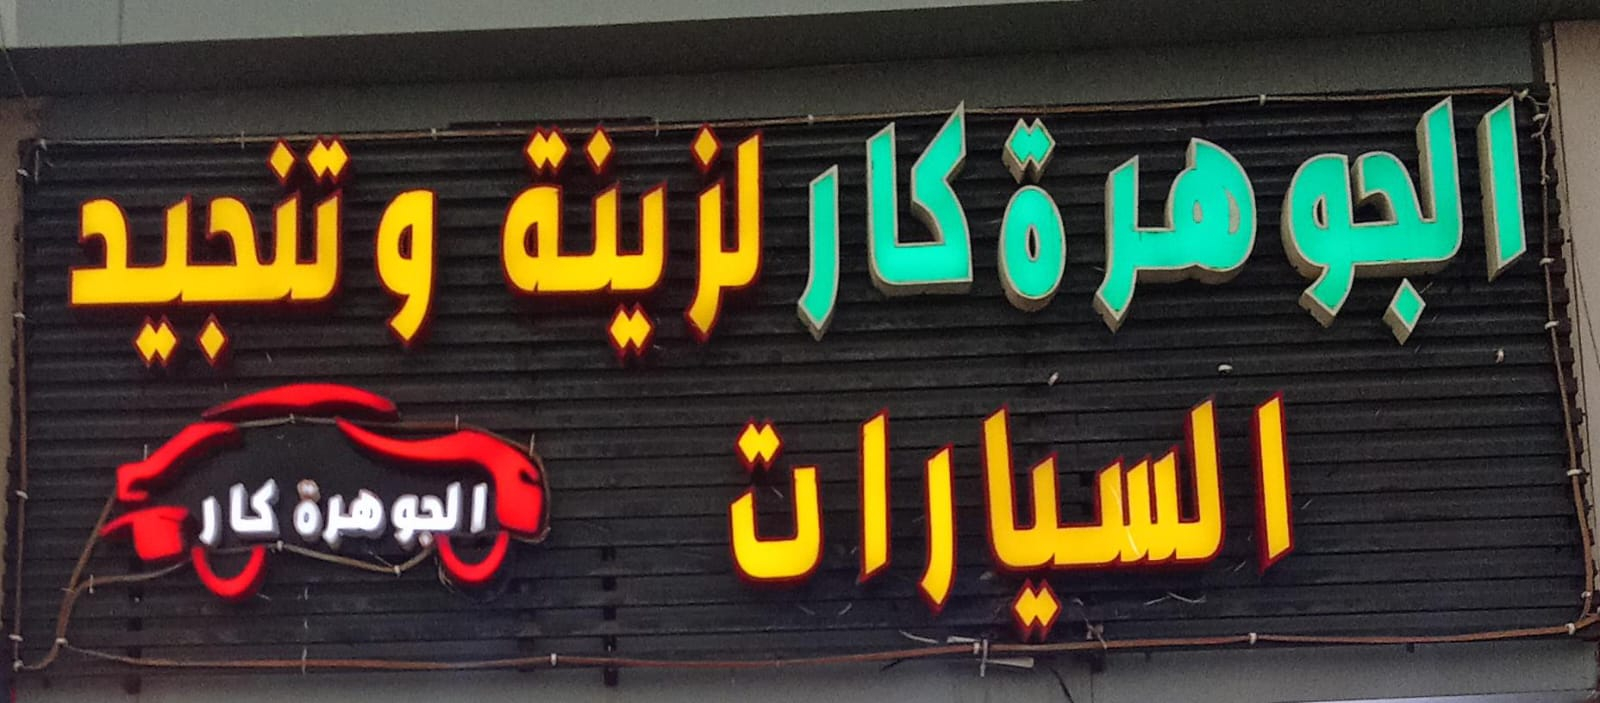 الجوهرة كار لزينة وتنجيد
السيارات
الجوهرة كار